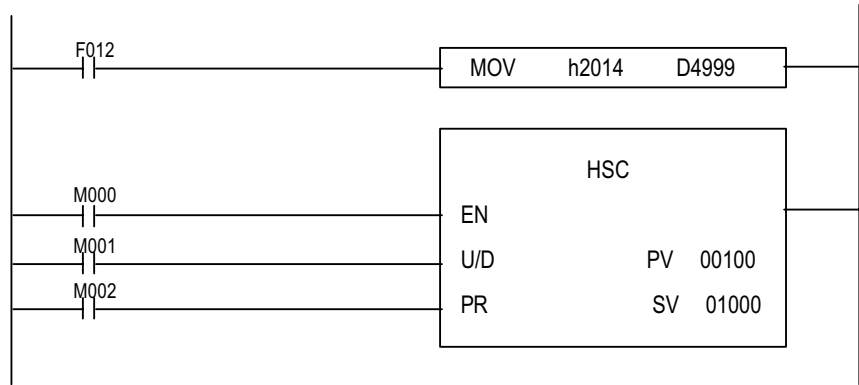 F012
MOV h2014 D4999
HSC
M000
EN
M001
U/D PV 00100
M002
PR SV 01000